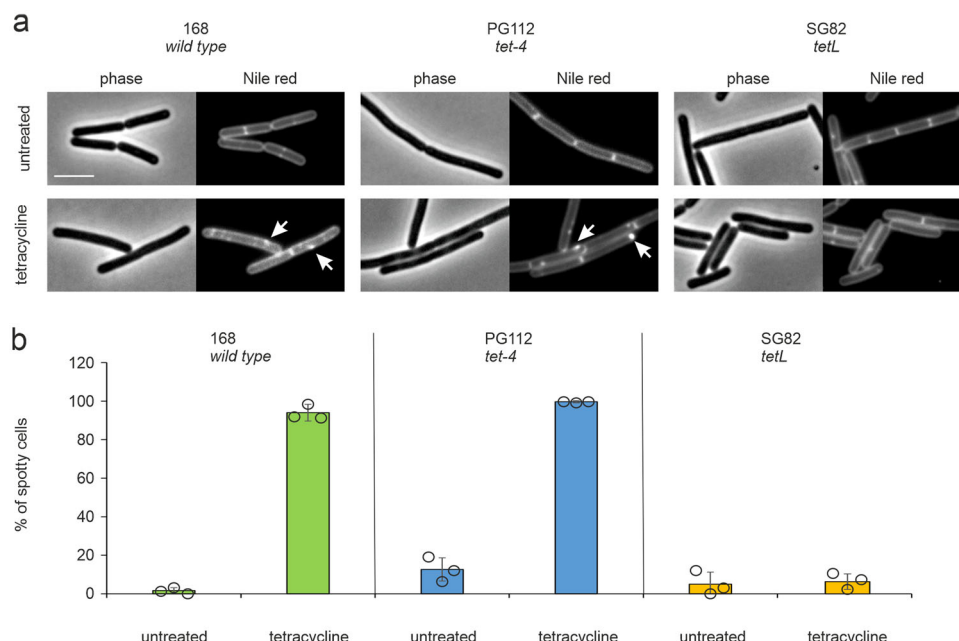 a
168
wild type
PG112
tet-4
SG82
tetL
phase Nile red phase Nile red phase Nile red
untreated
tetracycline
b
168
wild type
PG112
tet-4
SG82
tetL
% of spotty cells
120
100
80
60
40
20
0
untreated tetracycline untreated tetracycline untreated tetracycline